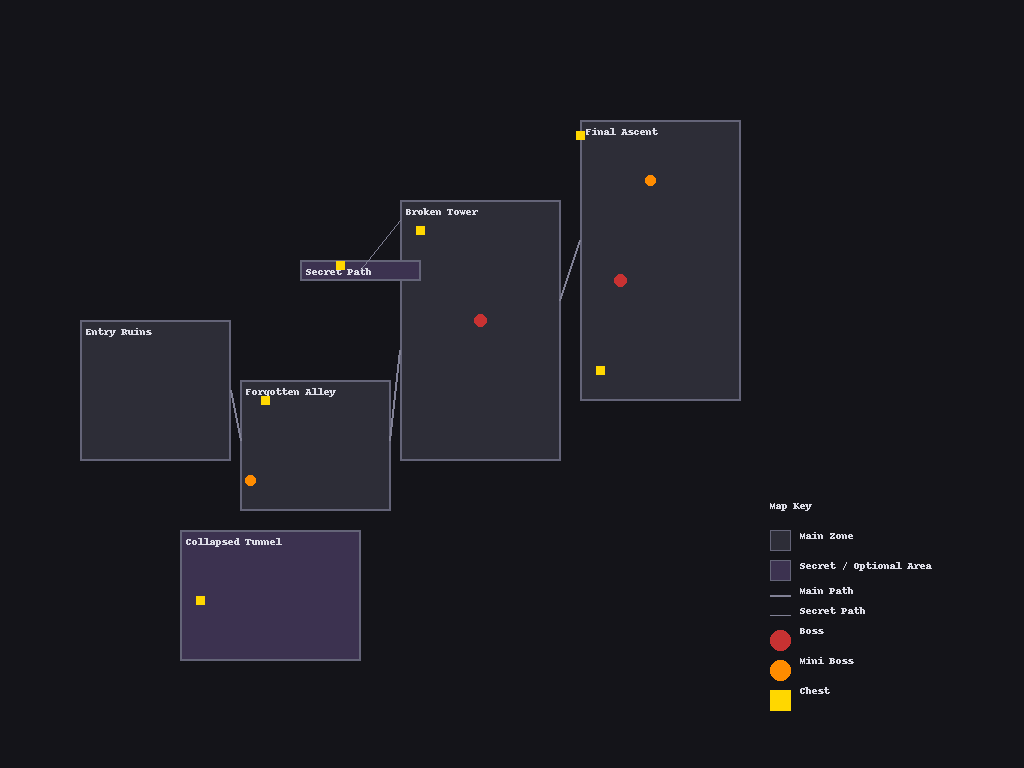 Final Ascent
Broken Tower
Secret Path
Entry Ruins
Forgotten Alley
Collapsed Tunnel
Map Key
Main Zone
Secret / Optional Area
Main Path
Secret Path
Boss
Mini Boss
Chest